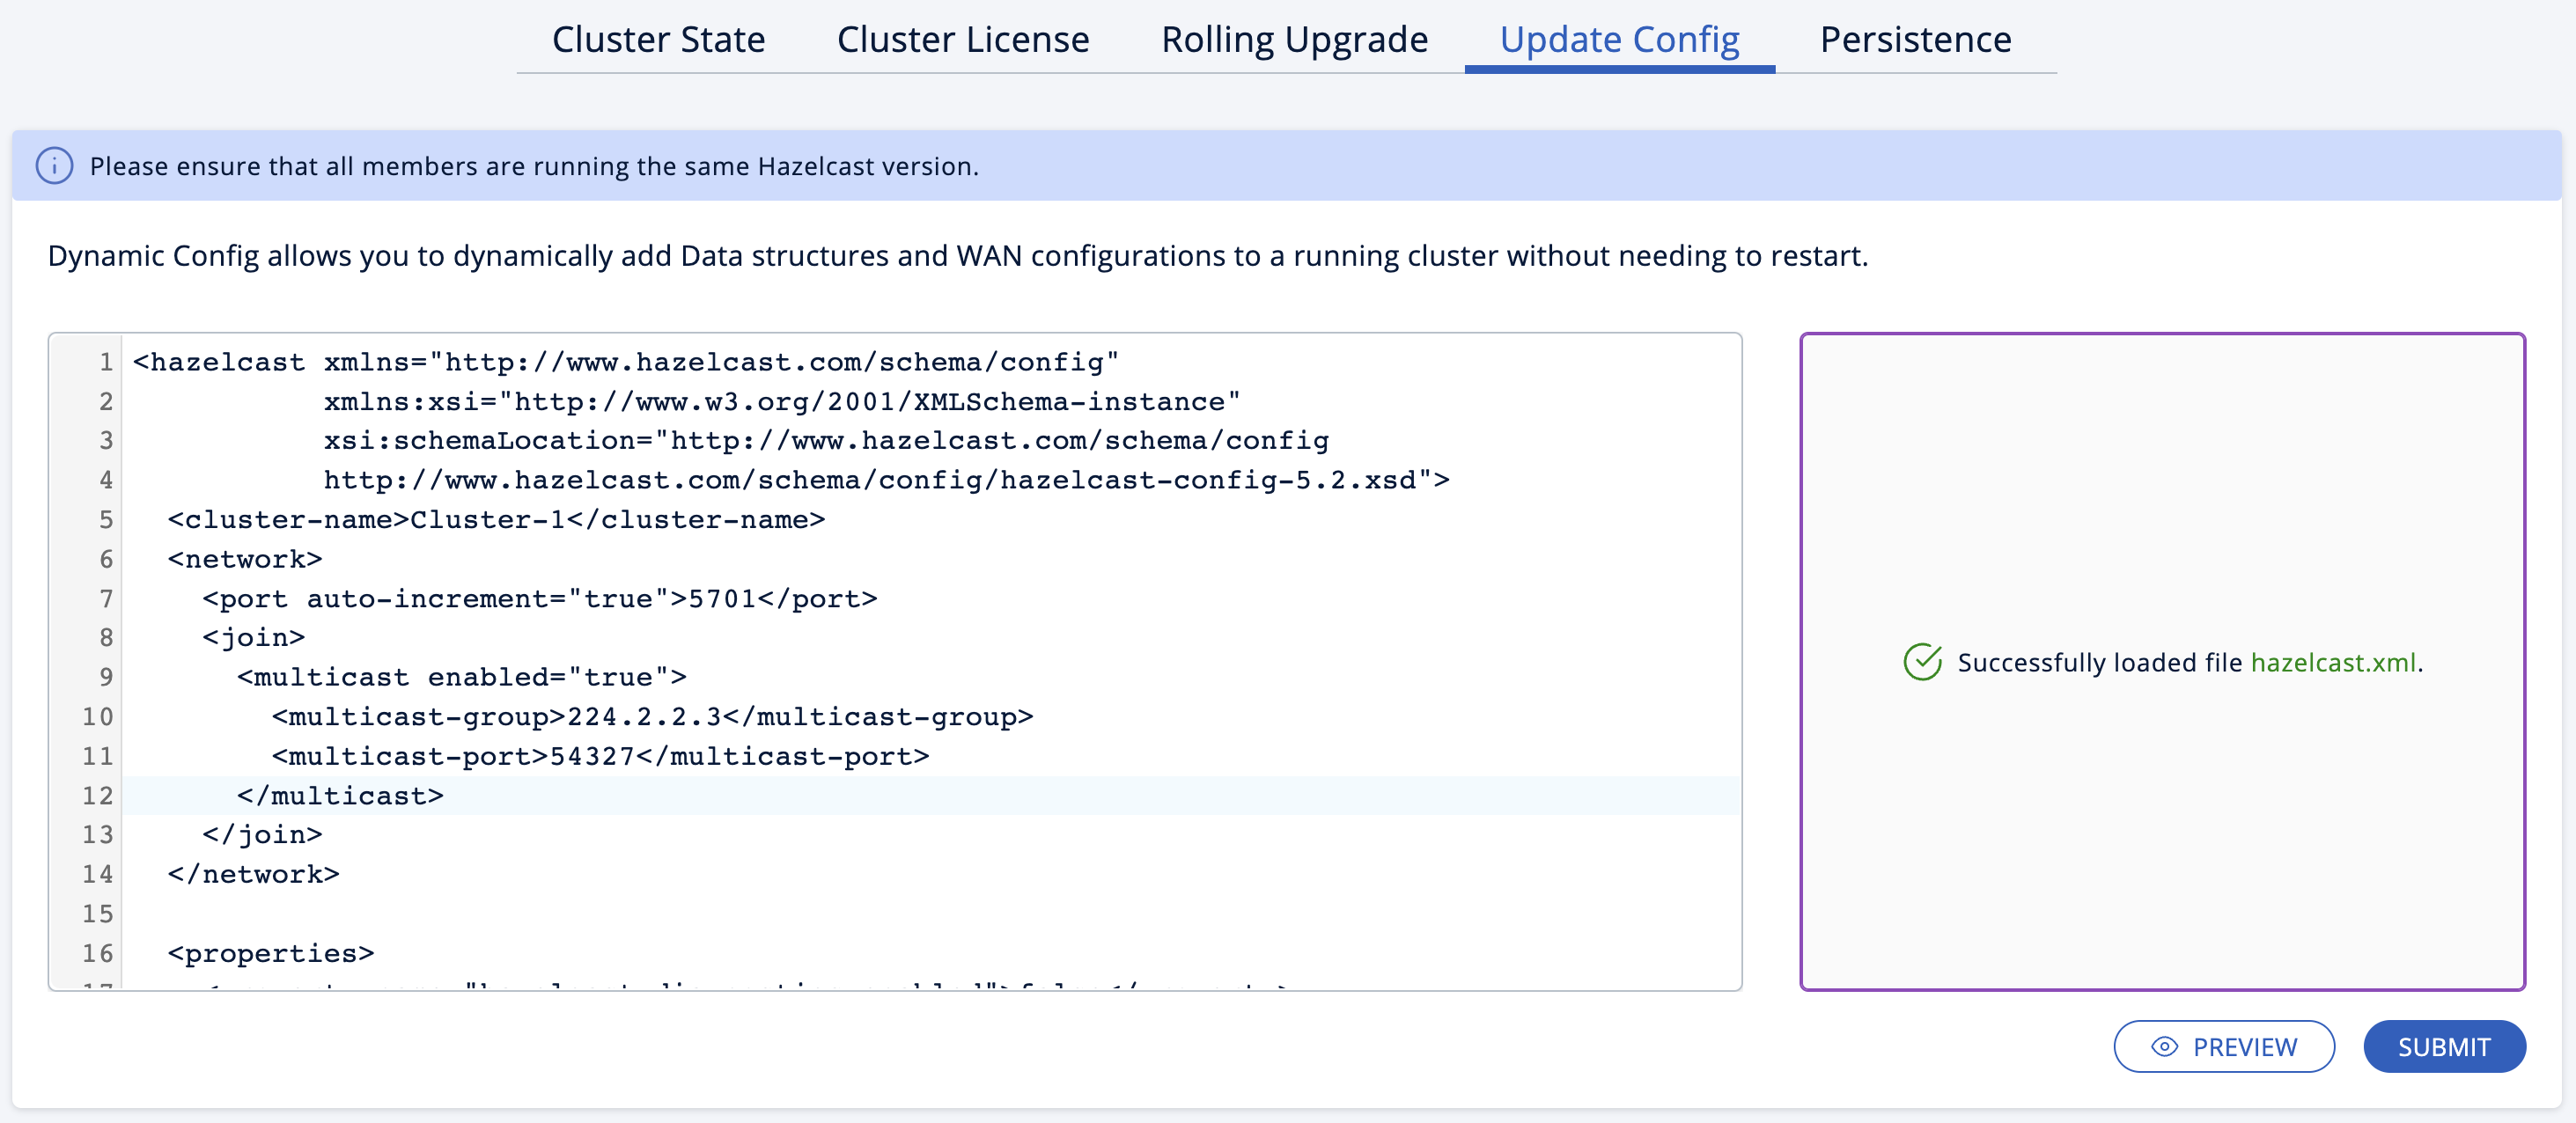 Cluster State Cluster License Rolling Upgrade Update Config Persistence
Please ensure that all members are running the same Hazelcast version.
Dynamic Config allows you to dynamically add Data structures and WAN configurations to a running cluster without needing to restart.
1 <hazelcast xmlns="http://www.hazelcast.com/schema/config"
2 xmlns:xsi="http://www.w3.org/2001/XMLSchema-instance"
3 xsi:schemaLocation="http://www.hazelcast.com/schema/config
4 http://www.hazelcast.com/schema/config/hazelcast-config-5.2.xsd">
5 <cluster-name>Cluster-1</cluster-name>
6 <network>
7 <port auto-increment="true">5701</port>
8 <join>
9 <multicast enabled="true">
10 <multicast-group>224.2.2.3</multicast-group>
11 <multicast-port>54327</multicast-port>
12 </multicast>
13 </join>
14 </network>
15
16 <properties>
17
Successfully loaded file hazelcast.xml.
PREVIEW SUBMIT